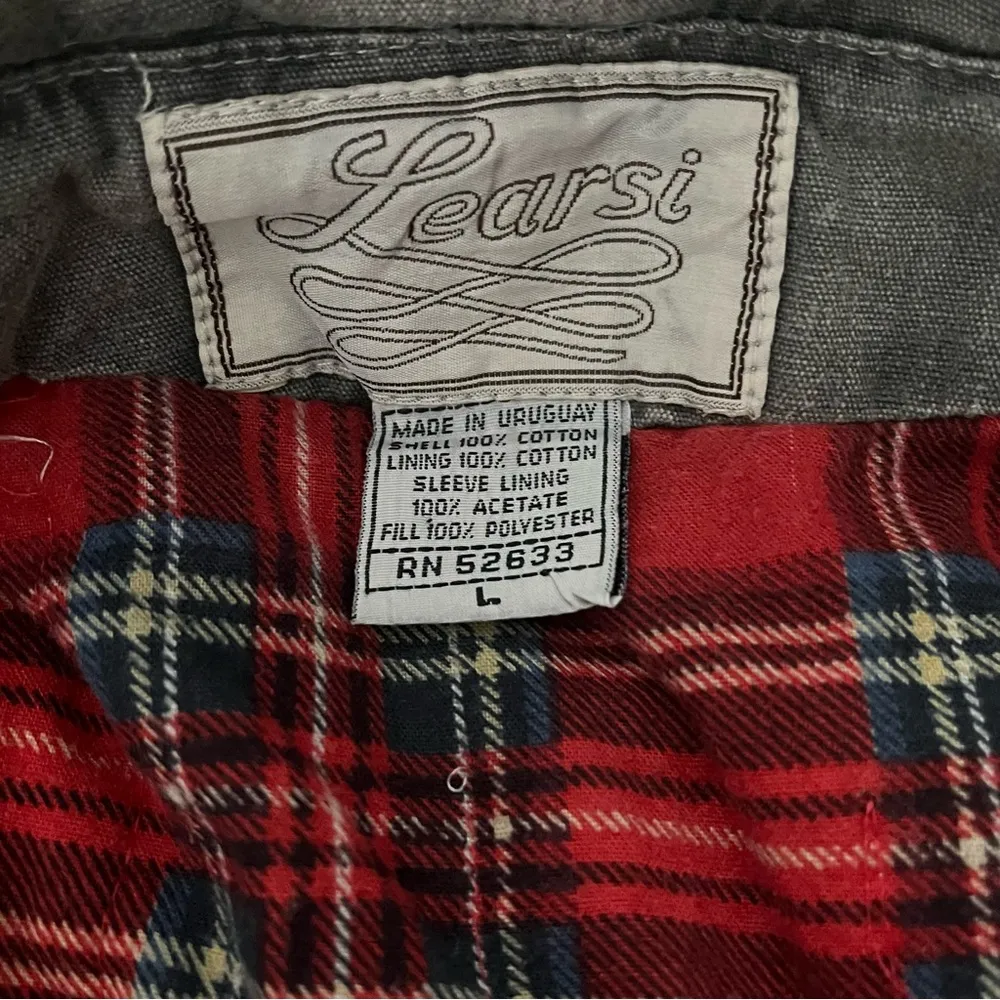 Learsi
MADE IN URUGUAY
SHELL 100% COTTON
LINING 100% COTTON
SLEEVE LINING
100% ACETATE
FILL 100% POLYESTER
RN 52633
L